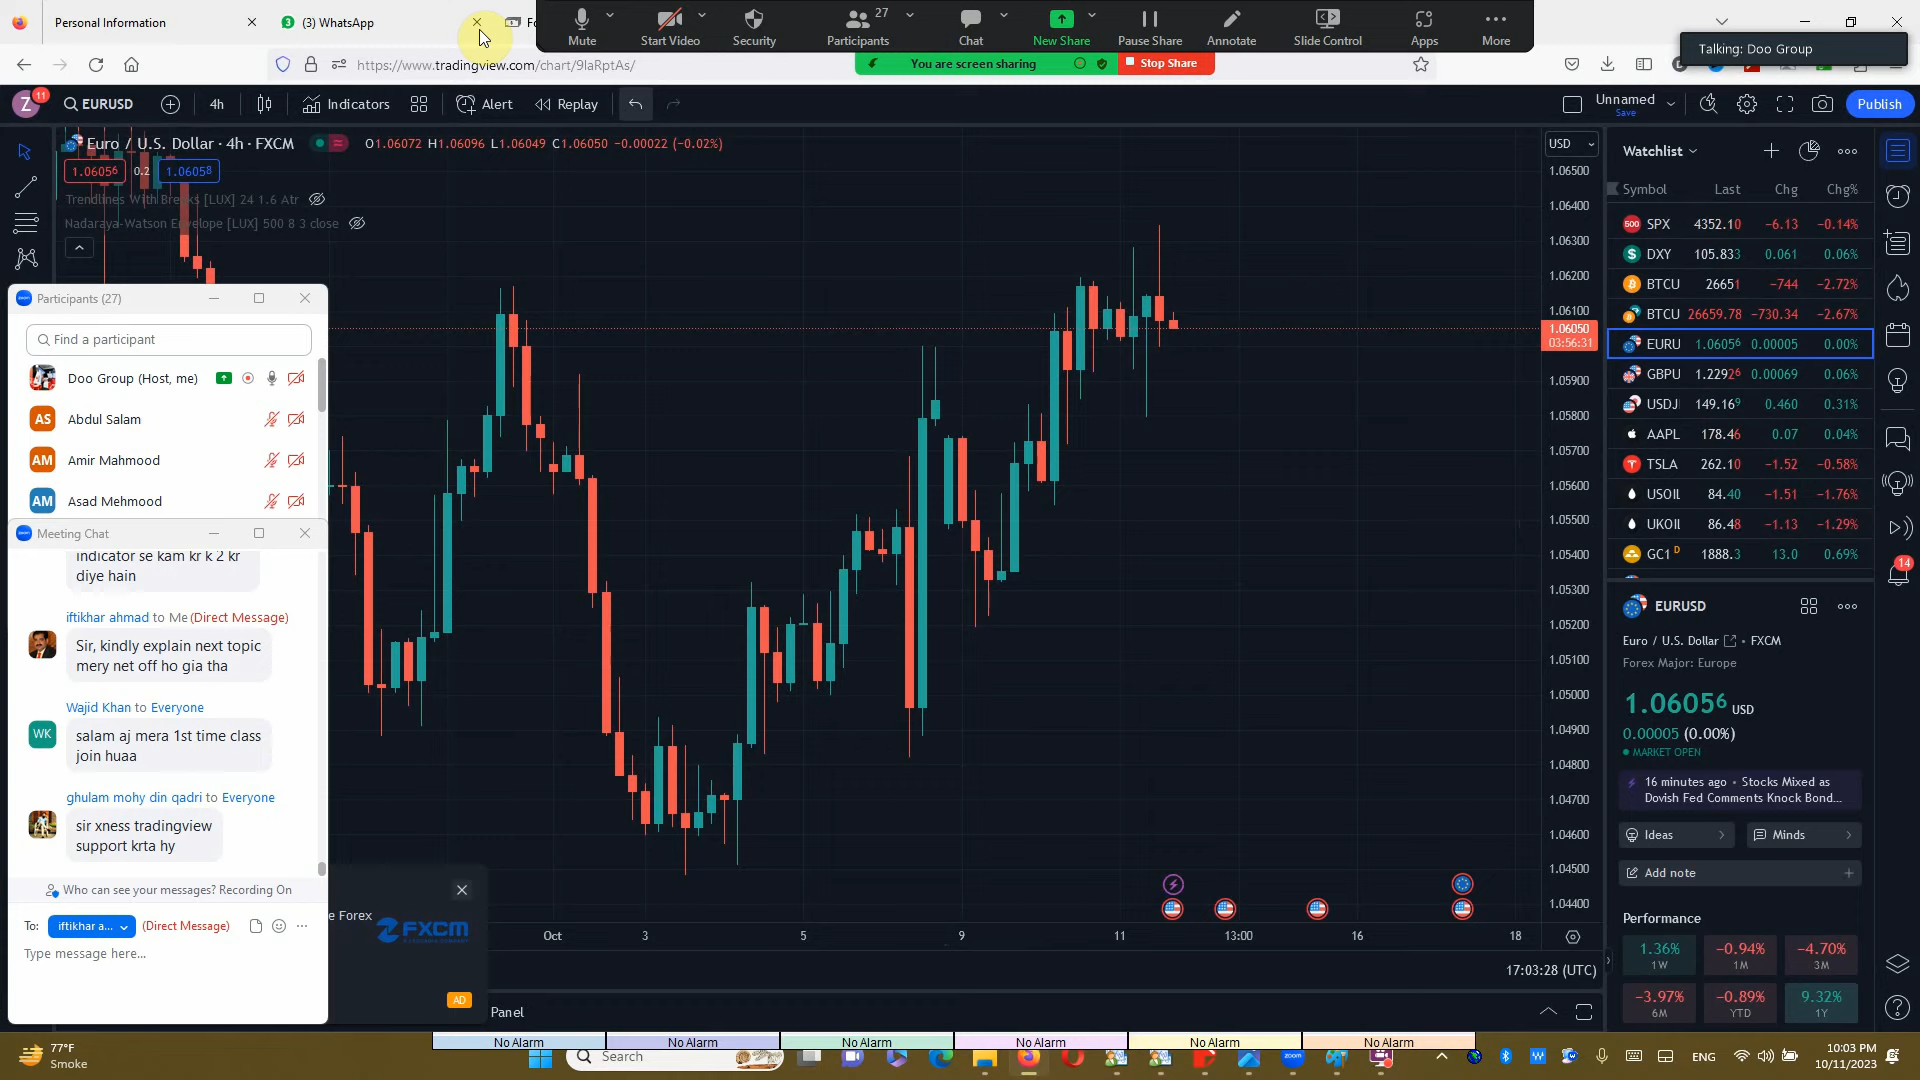 Personal Information
(3) WhatsApp
Mute
Start Video
Security
Participants
27
Chat
New Share
Pause Share
Annotate
Slide Control
Apps
More
Talking: Doo Group
https://www.tradingview.com/chart/9laRptAs/
You are screen sharing
Stop Share
Z
11
EURUSD
4h
Indicators
Alert
Replay
Unnamed
Save
Publish
Euro / U.S. Dollar · 4h · FXCM
O1.06072 H1.06096 L1.06049 C1.06050 −0.00022 (−0.02%)
1.06056
0.2
1.06058
Trendlines With Breaks [LUX] 24 1.6 Atr
Nadaraya-Watson Envelope [LUX] 500 8 3 close
USD
1.06500
1.06400
1.06300
1.06200
1.06100
1.06050
03:56:31
1.05900
1.05800
1.05700
1.05600
1.05500
1.05400
1.05300
1.05200
1.05100
1.05000
1.04900
1.04800
1.04700
1.04600
1.04500
1.04400
Oct
3
5
9
11
13:00
16
18
17:03:28 (UTC)
Panel
Participants (27)
Find a participant
Doo Group (Host, me)
AS
Abdul Salam
AM
Amir Mahmood
AM
Asad Mehmood
Meeting Chat
indicator se kam kr k 2 kr
diye hain
iftikhar ahmad to Me (Direct Message)
Sir, kindly explain next topic
mery net off ho gia tha
Wajid Khan to Everyone
WK
salam aj mera 1st time class
join huaa
ghulam mohy din qadri to Everyone
sir xness tradingview
support krta hy
Who can see your messages? Recording On
To:
iftikhar a...
(Direct Message)
Type message here...
e Forex
FXCM
AD
Watchlist
Symbol Last Chg Chg%
SPX 4352.10 −6.13 −0.14%
DXY 105.833 0.061 0.06%
BTCU 26651 −744 −2.72%
BTCU 26659.78 −730.34 −2.67%
EURU 1.06056 0.00005 0.00%
GBPU 1.22926 0.00069 0.06%
USDJ 149.169 0.460 0.31%
AAPL 178.46 0.07 0.04%
TSLA 262.10 −1.52 −0.58%
USOIL 84.40 −1.51 −1.76%
UKOIL 86.48 −1.13 −1.29%
GC1 D 1888.3 13.0 0.69%
14
EURUSD
Euro / U.S. Dollar • FXCM
Forex Major: Europe
1.06056 USD
0.00005 (0.00%)
MARKET OPEN
16 minutes ago • Stocks Mixed as
Dovish Fed Comments Knock Bond...
Ideas
Minds
Add note
Performance
1.36%
1W
−0.94%
1M
−4.70%
3M
−3.97%
6M
−0.89%
YTD
9.32%
1Y
No Alarm
No Alarm
No Alarm
No Alarm
No Alarm
No Alarm
77°F
Smoke
Search
ENG
10:03 PM
10/11/2023